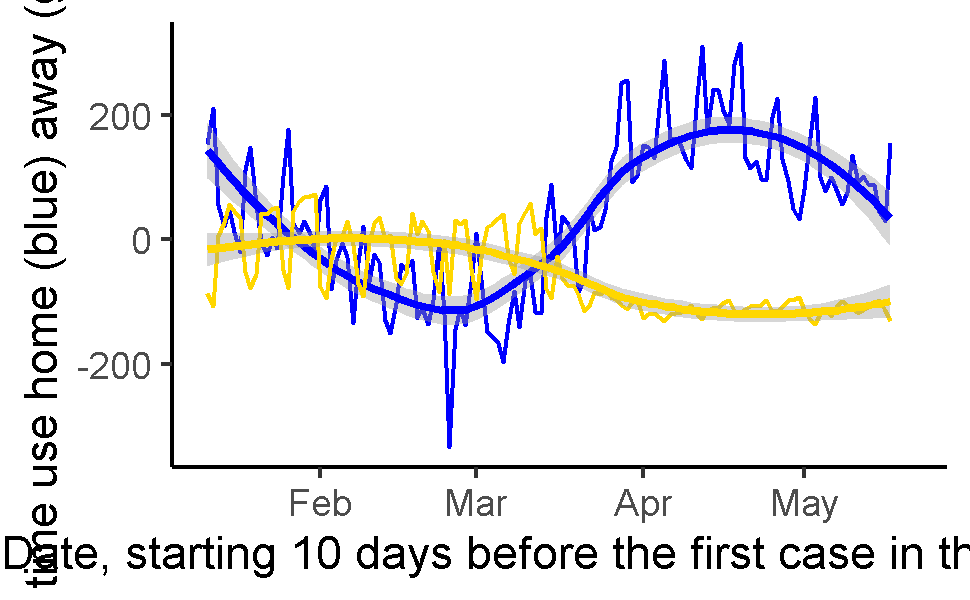 time use home (blue) away (
200
0
-200
Feb Mar Apr May
Date, starting 10 days before the first case in th